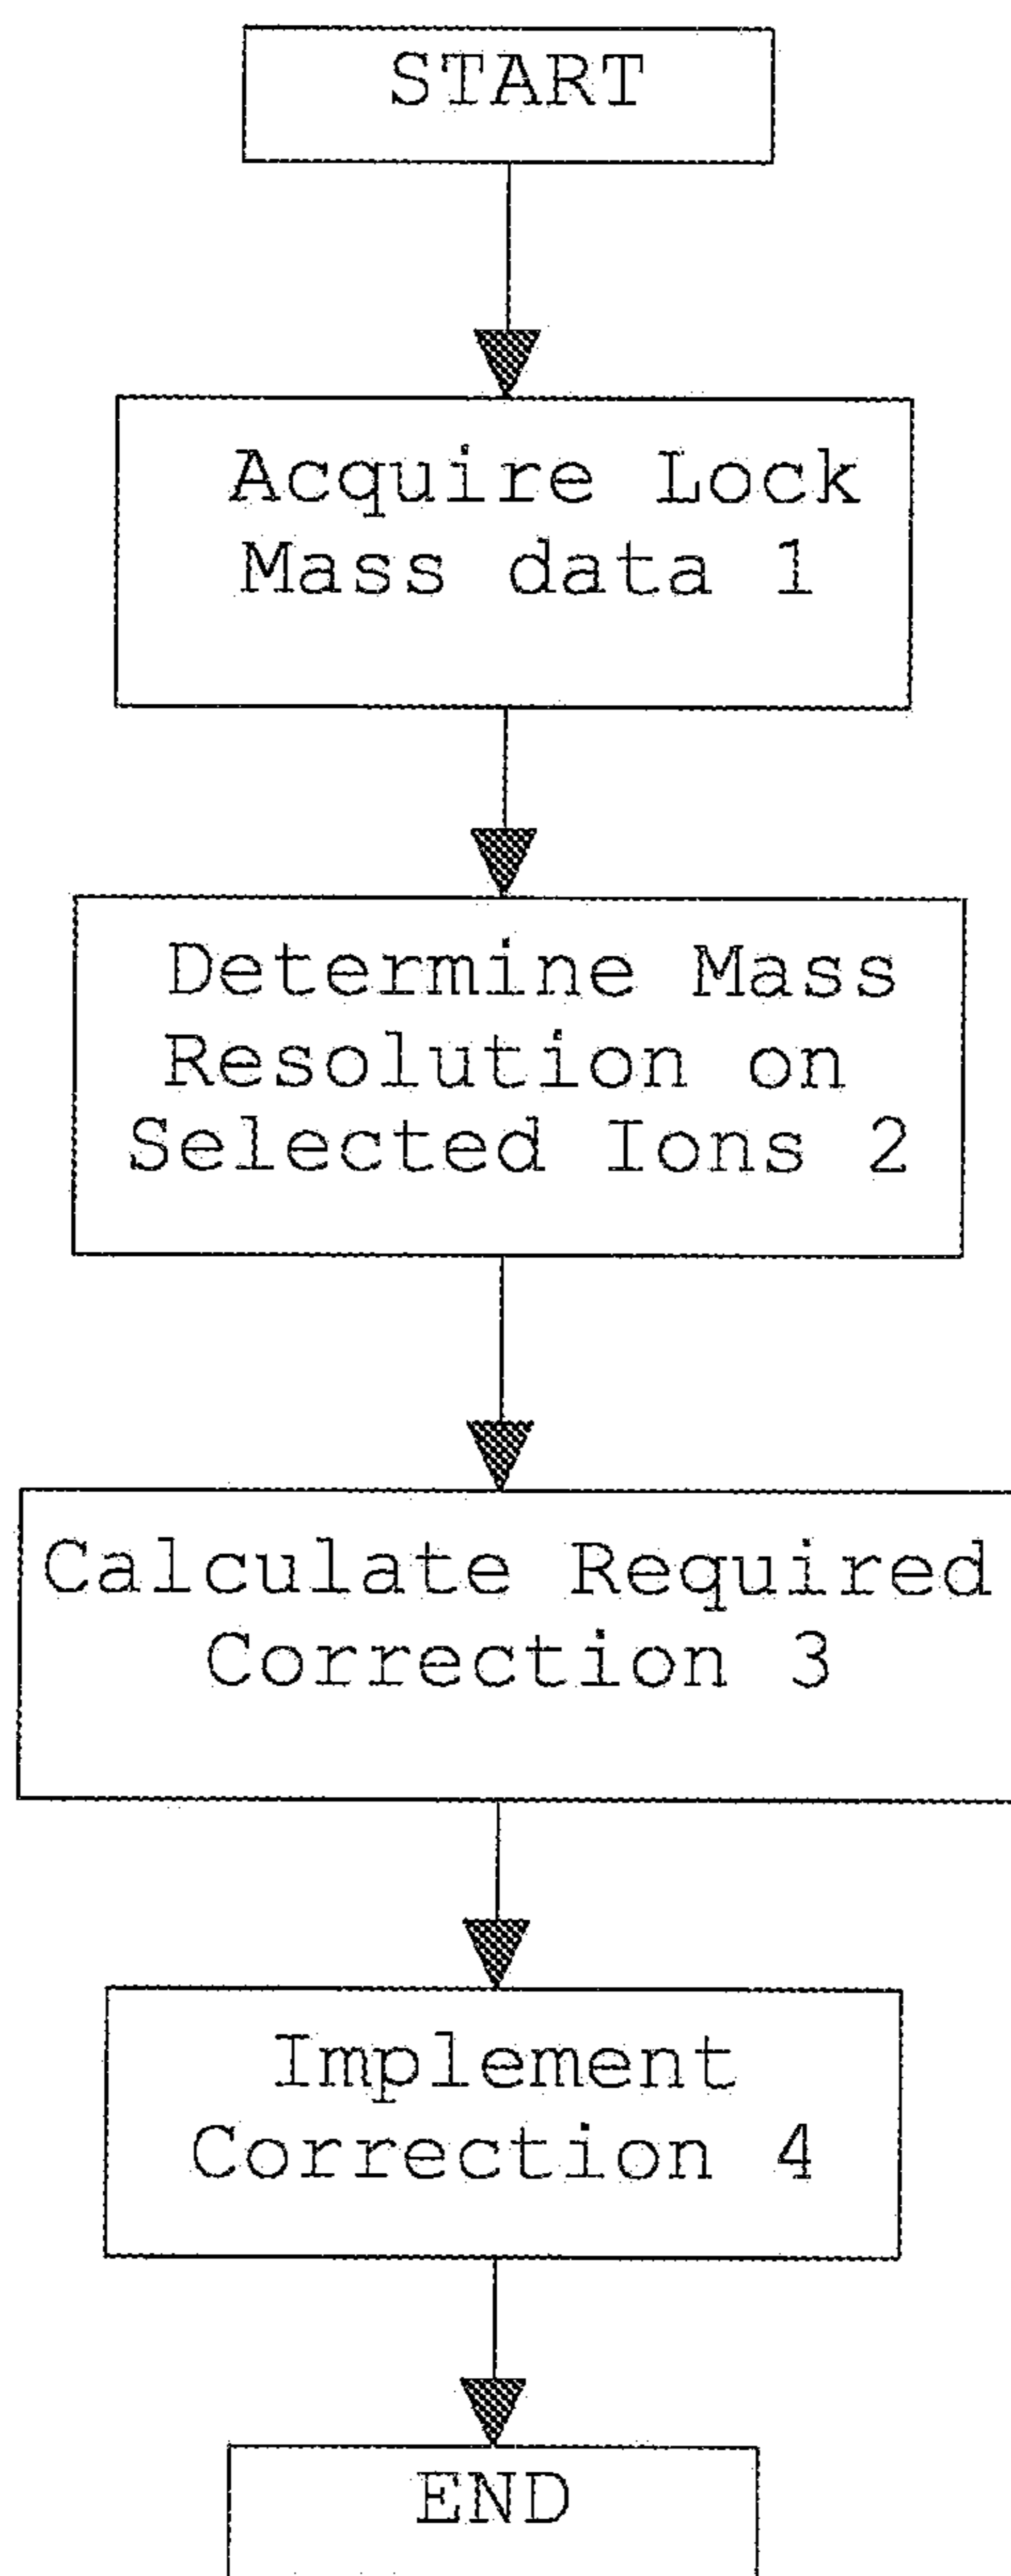 START
Acquire Lock
Mass data 1
Determine Mass
Resolution on
Selected Ions 2
Calculate Required
Correction 3
Implement
Correction 4
END